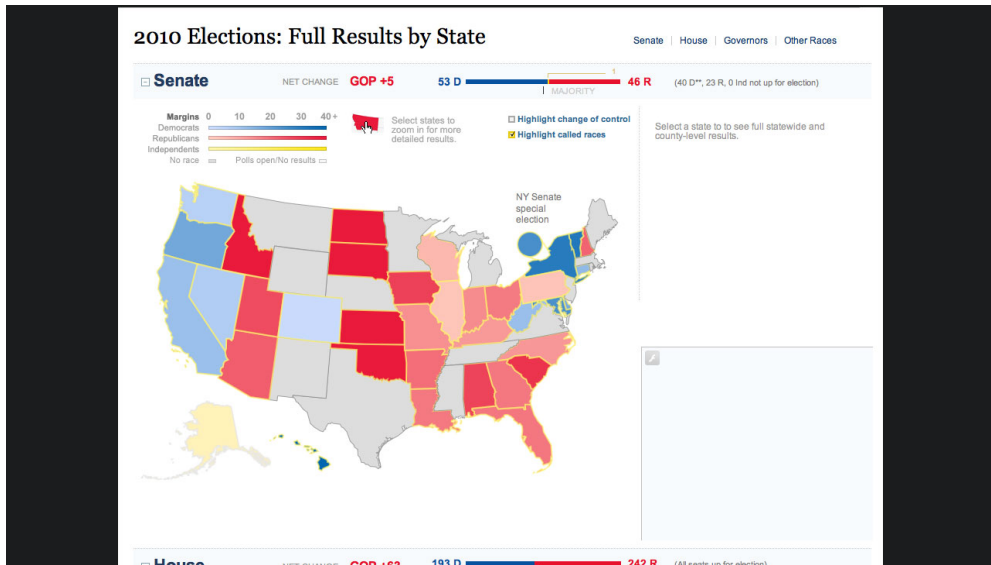 2010 Elections: Full Results by State
Senate | House | Governors | Other Races
Senate NET CHANGE GOP +5 53 D 46 R (40 D**, 23 R, 0 Ind not up for election)
1
MAJORITY
Margins 0 10 20 30 40+
Democrats
Republicans
Independents
No race Polls open/No results
Select states to
zoom in for more
detailed results.
Highlight change of control
Highlight called races
Select a state to to see full statewide and
county-level results.
NY Senate
special
election
House NET CHANGE GOP +63 193 D 242 R (All seats up for election)